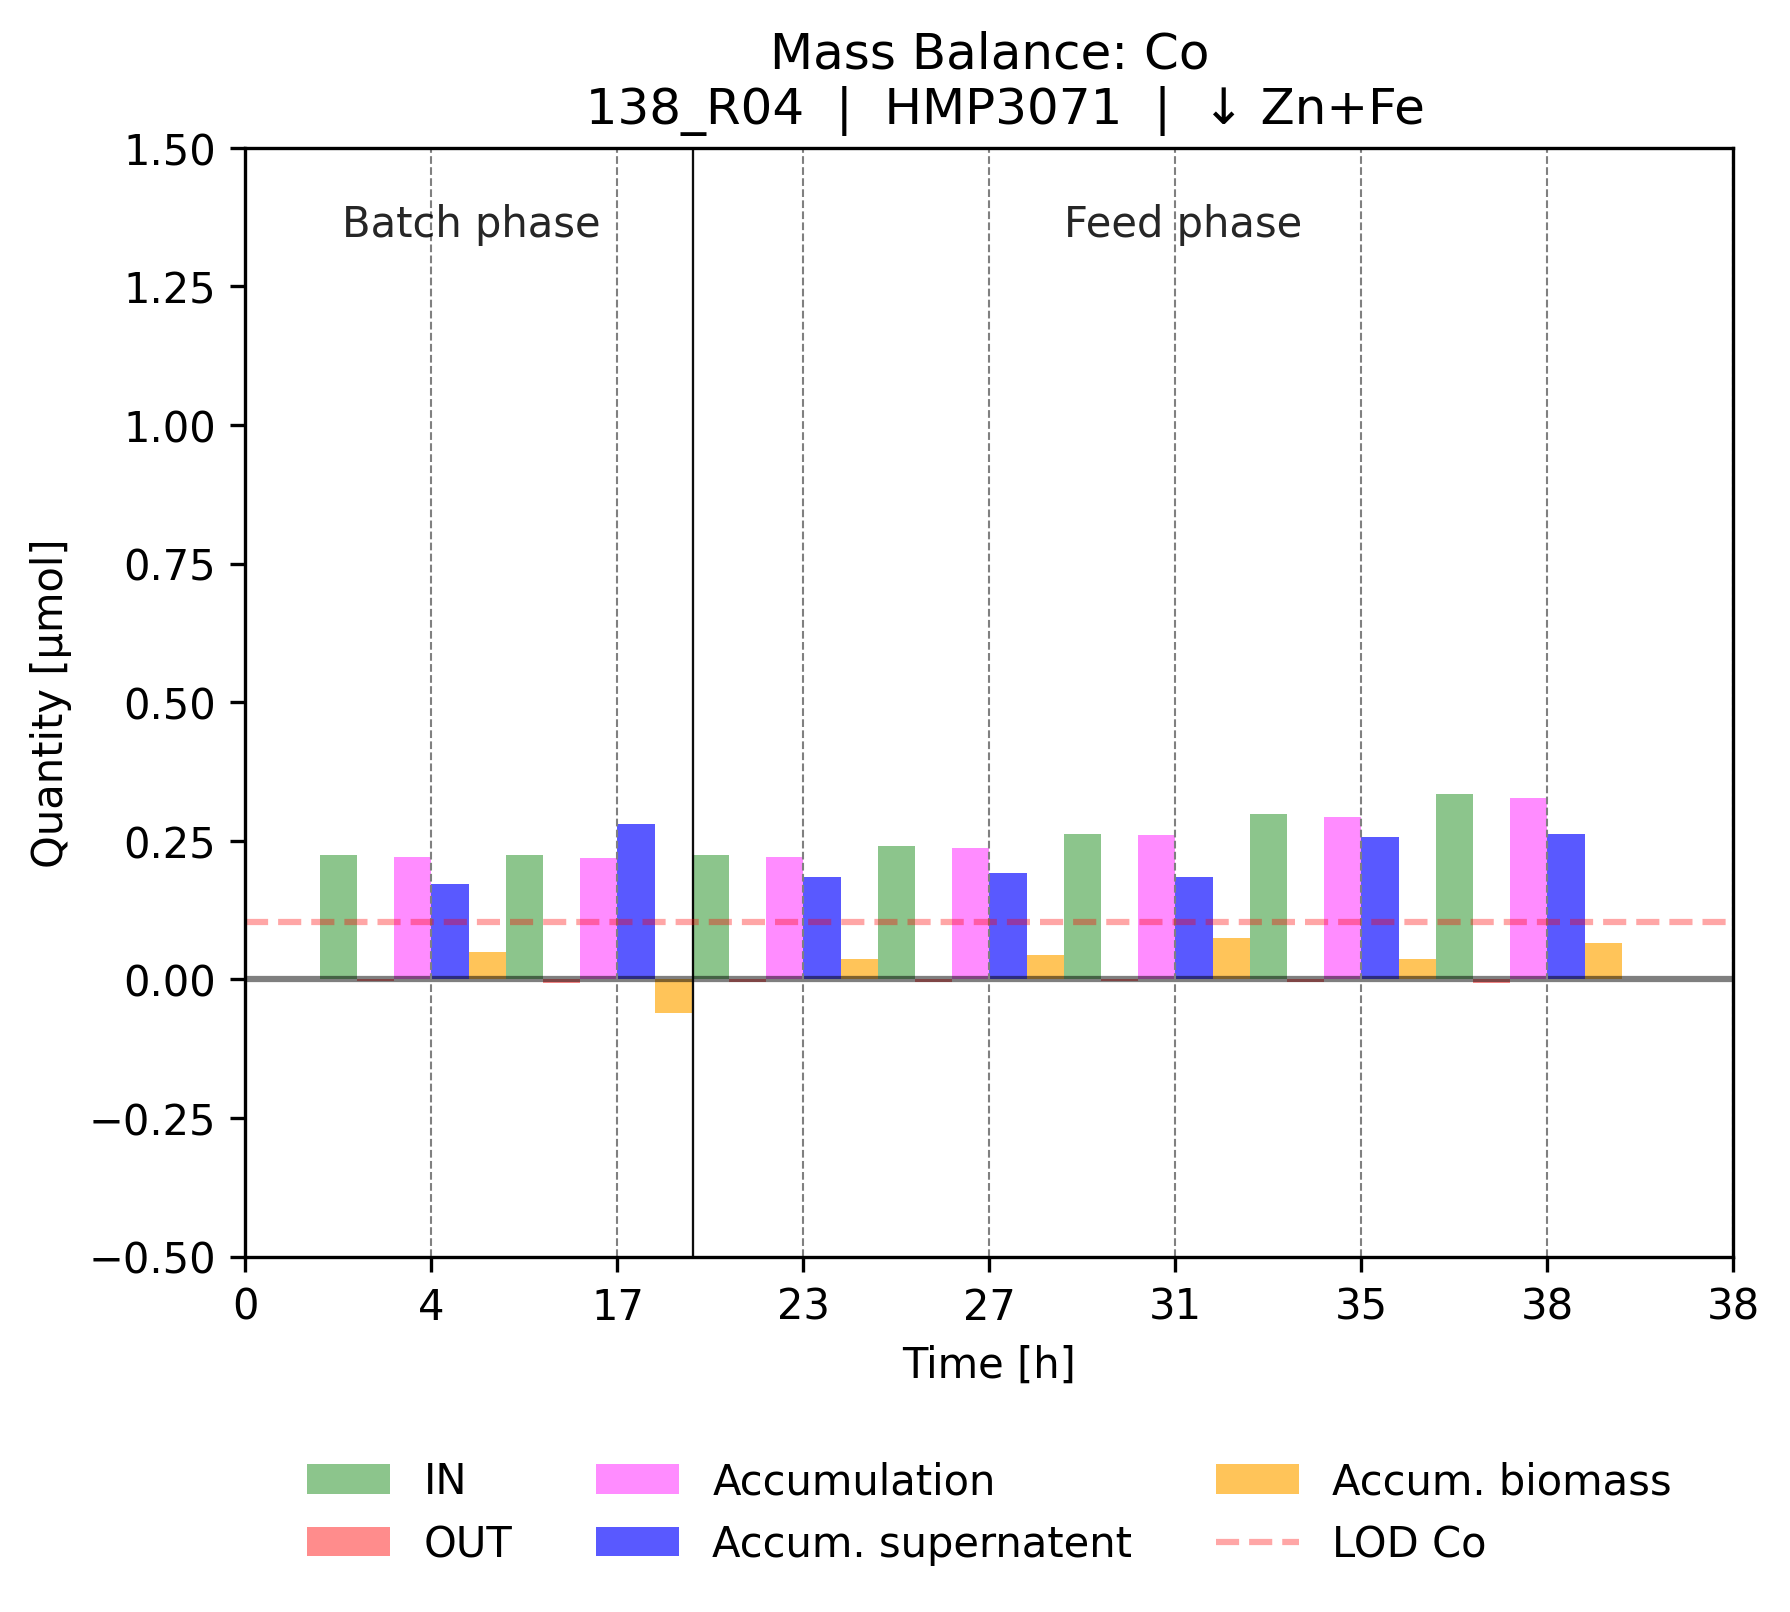 Mass Balance: Co
138_R04 | HMP3071 | ↓ Zn+Fe
Batch phase
Feed phase
1.50
1.25
1.00
0.75
0.50
0.25
0.00
−0.25
−0.50
Quantity [µmol]
0 4 17 23 27 31 35 38 38
Time [h]
IN
OUT
Accumulation
Accum. supernatent
Accum. biomass
LOD Co